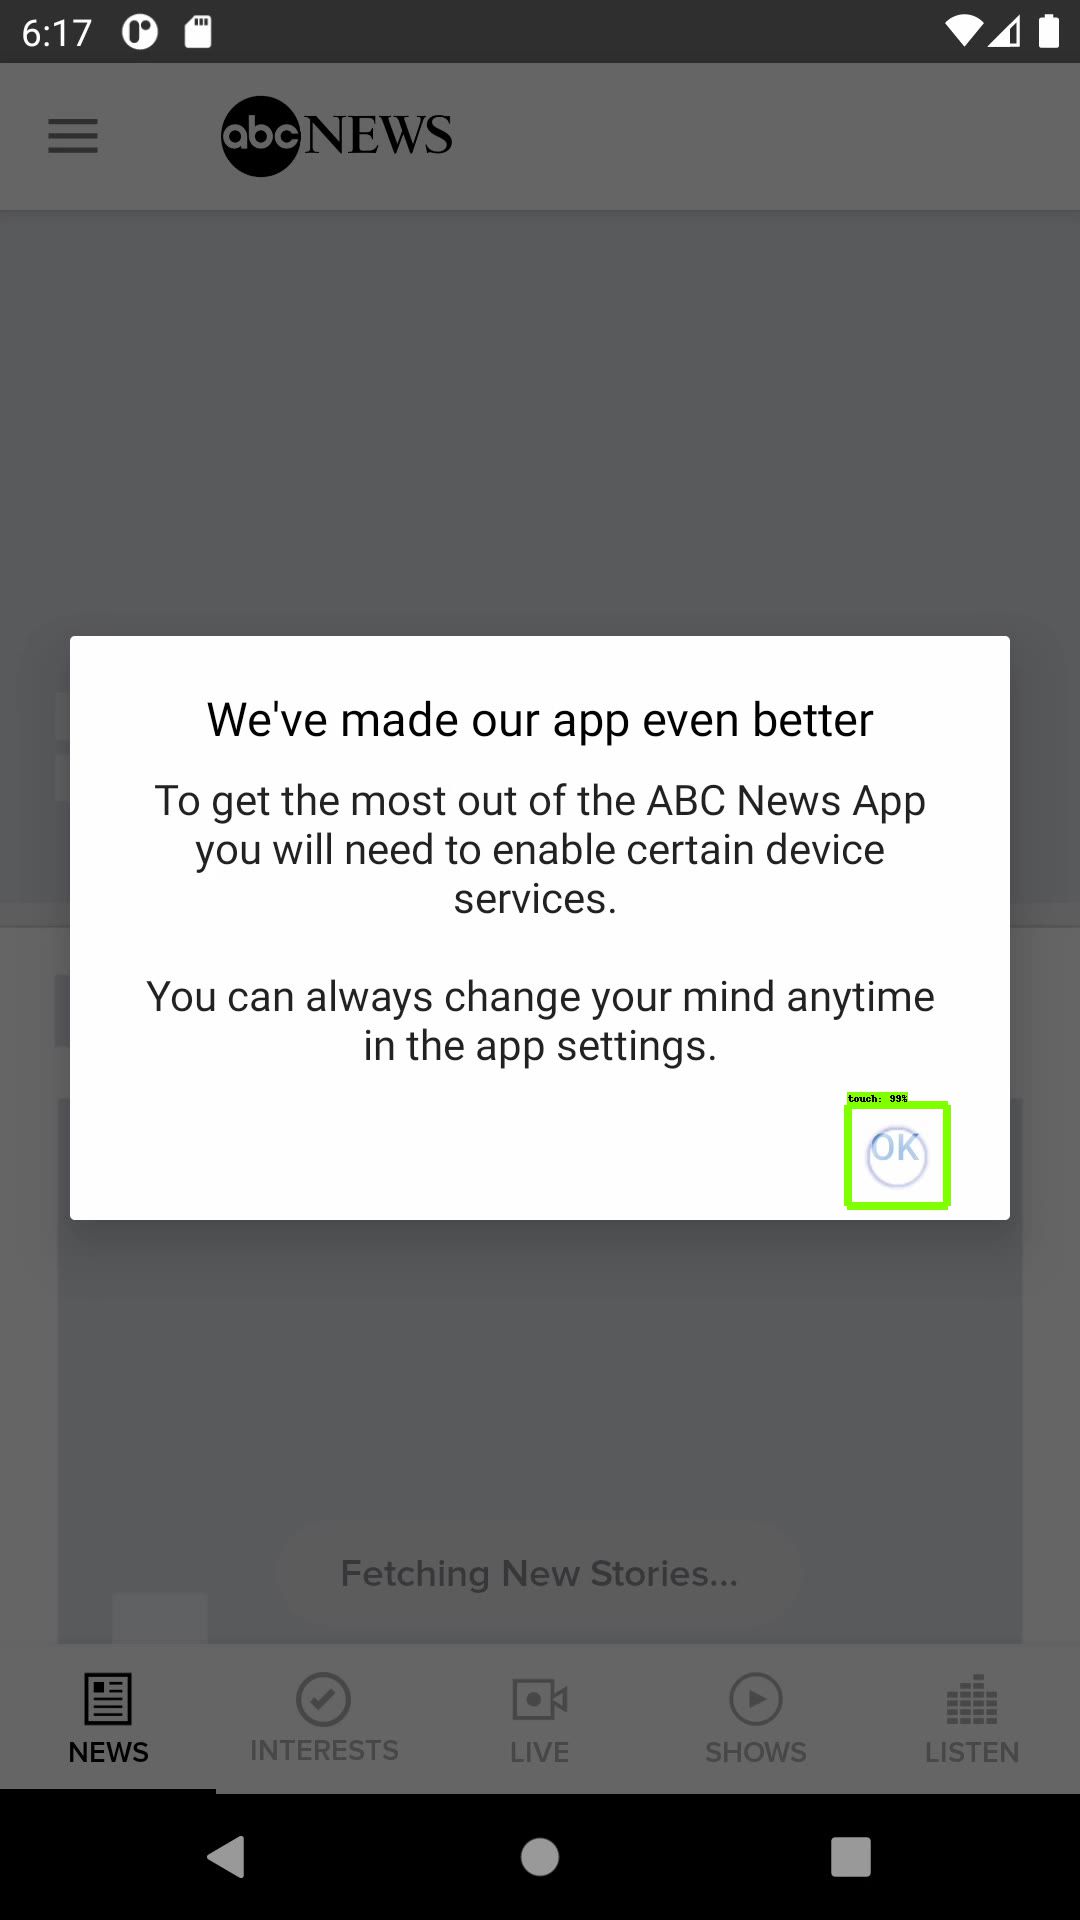 6:17
abc NEWS
We've made our app even better
To get the most out of the ABC News App
you will need to enable certain device
services.
You can always change your mind anytime
in the app settings.
touch: 99%
OK
Fetching New Stories...
NEWS
INTERESTS
LIVE
SHOWS
LISTEN